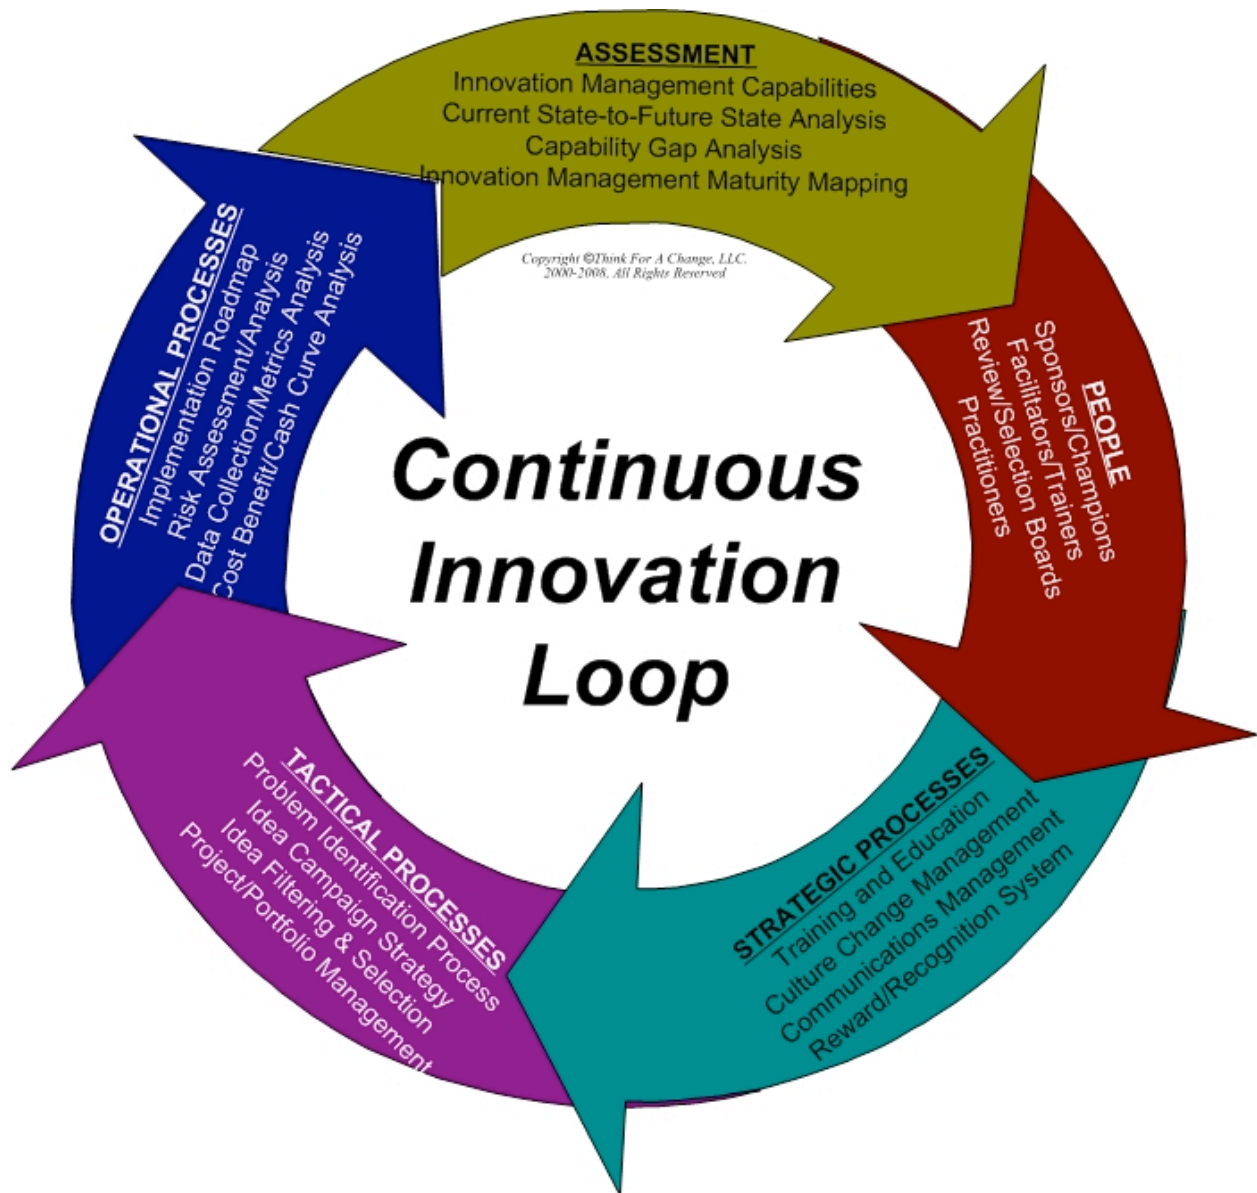 ASSESSMENT
Innovation Management Capabilities
Current State-to-Future State Analysis
Capability Gap Analysis
Innovation Management Maturity Mapping
Copyright ©Think For A Change, LLC.
2000-2008, All Rights Reserved
PEOPLE
Sponsors/Champions
Facilitators/Trainers
Review/Selection Boards
Practitioners
STRATEGIC PROCESSES
Training and Education
Culture Change Management
Communications Management
Reward/Recognition System
TACTICAL PROCESSES
Problem Identification Process
Idea Campaign Strategy
Idea Filtering & Selection
Project/Portfolio Management
OPERATIONAL PROCESSES
Implementation Roadmap
Risk Assessment/Analysis
Data Collection/Metrics Analysis
Cost Benefit/Cash Curve Analysis
Continuous
Innovation
Loop